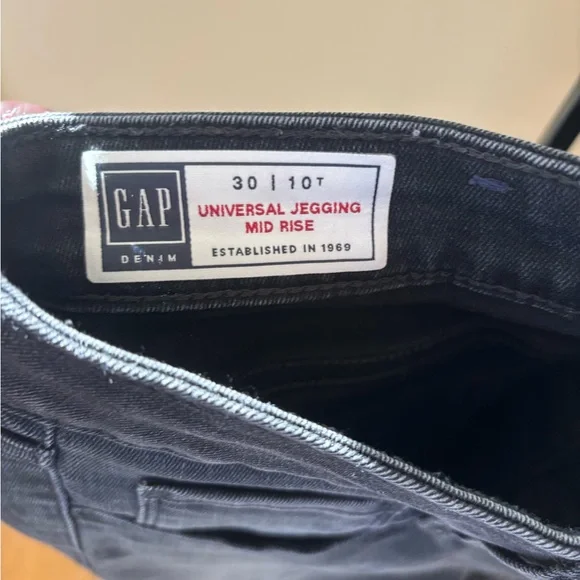 GAP
DENIM
30 | 10T
UNIVERSAL JEGGING
MID RISE
ESTABLISHED IN 1969